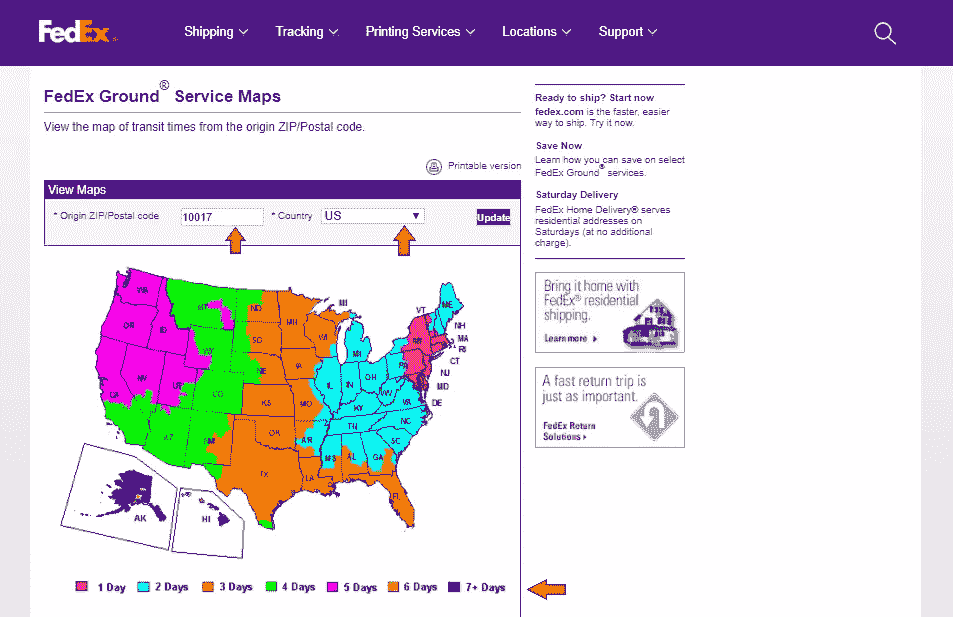 FedEx
Shipping Tracking Printing Services Locations Support
FedEx Ground® Service Maps
View the map of transit times from the origin ZIP/Postal code.
Printable version
View Maps
* Origin ZIP/Postal code 10017 * Country US Update
WA
MT
ND
MN
MI
VT
ME
OR
ID
SD
WI
NH
MA
RI
CT
NJ
MD
DE
NV
UT
CO
NE
IA
IL
IN
OH
PA
MI
WV
VA
CA
KS
MO
KY
NC
TN
SC
AZ
NM
OK
AR
MS
AL
GA
TX
LA
FL
AK
HI
1 Day 2 Days 3 Days 4 Days 5 Days 6 Days 7+ Days
Ready to ship? Start now
fedex.com is the faster, easier
way to ship. Try it now.
Save Now
Learn how you can save on select
FedEx Ground® services.
Saturday Delivery
FedEx Home Delivery® serves
residential addresses on
Saturdays (at no additional
charge).
Bring it home with
FedEx® residential
shipping.
Learn more
A fast return trip is
just as important.
FedEx Return
Solutions